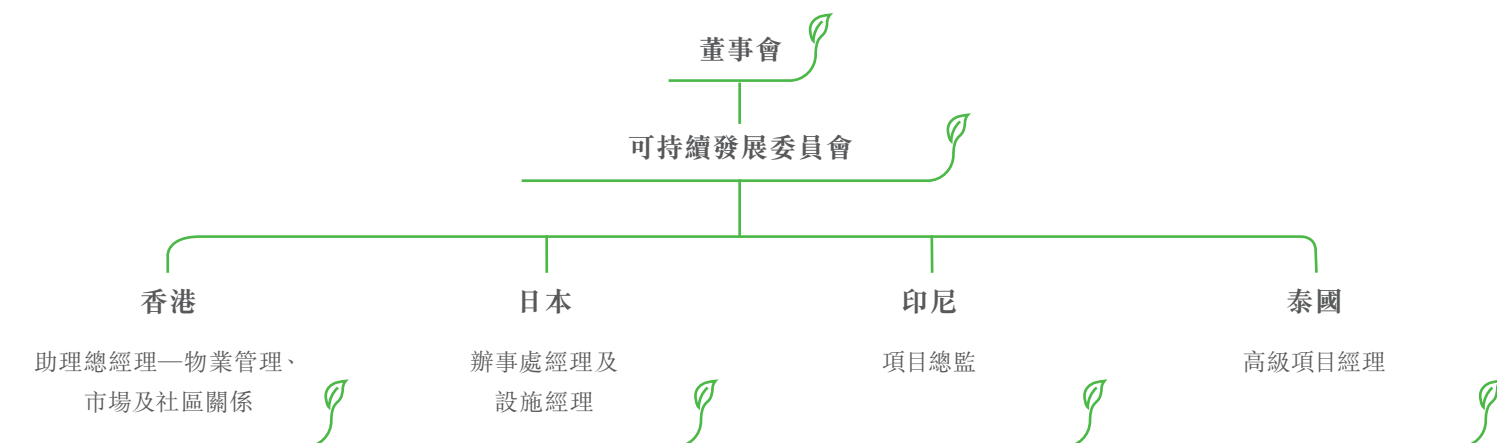 董事會
可持續發展委員會
香港
日本
印尼
泰國
助理總經理—物業管理、
市場及社區關係
辦事處經理及
設施經理
項目總監
高級項目經理